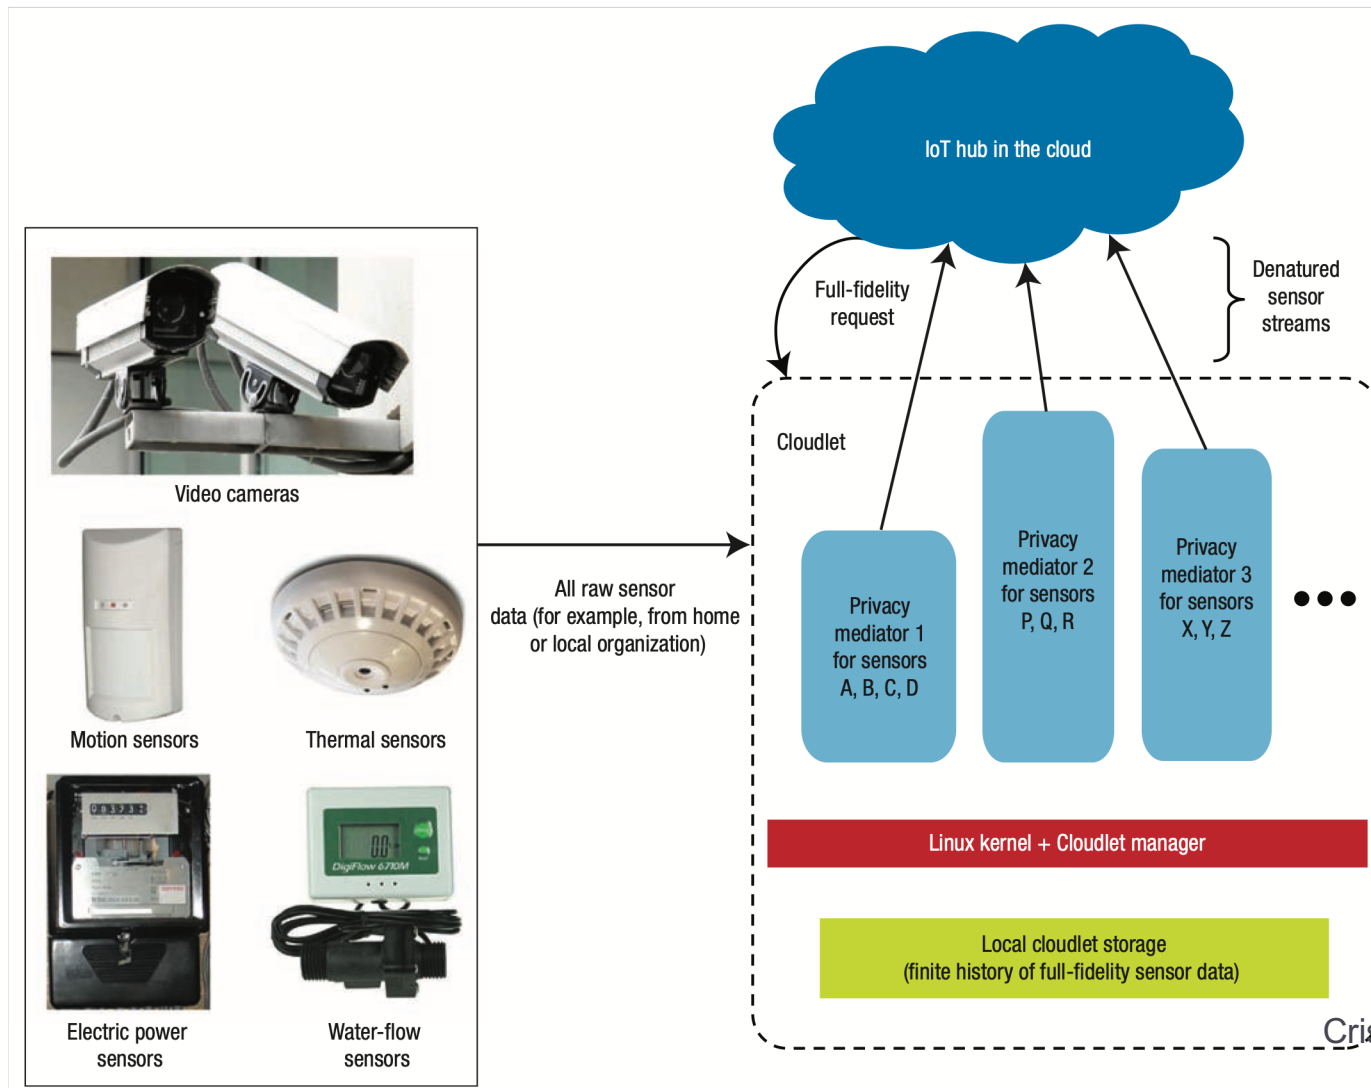 IoT hub in the cloud
Full-fidelity
request
Denatured
sensor
streams
Cloudlet
Video cameras
All raw sensor
data (for example, from home
or local organization)
Privacy
mediator 1
for sensors
A, B, C, D
Privacy
mediator 2
for sensors
P, Q, R
Privacy
mediator 3
for sensors
X, Y, Z
Motion sensors
Thermal sensors
DigiFlow 6710M
Electric power
sensors
Water-flow
sensors
Linux kernel + Cloudlet manager
Local cloudlet storage
(finite history of full-fidelity sensor data)